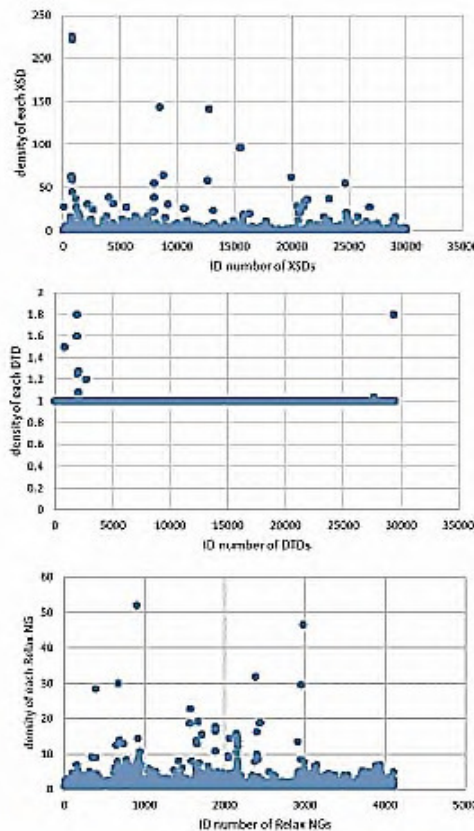 250
200
150
100
50
0
density of each XSD
0 5000 10000 15000 20000 25000 30000 35000
ID number of XSDs
2
1.8
1.6
1.4
1.2
1
0.8
0.6
0.4
0.2
0
density of each DTD
0 5000 10000 15000 20000 25000 30000 35000
ID number of DTDs
60
50
40
30
20
10
0
density of each Relax NG
0 1000 2000 3000 4000 5000
ID number of Relax NGs